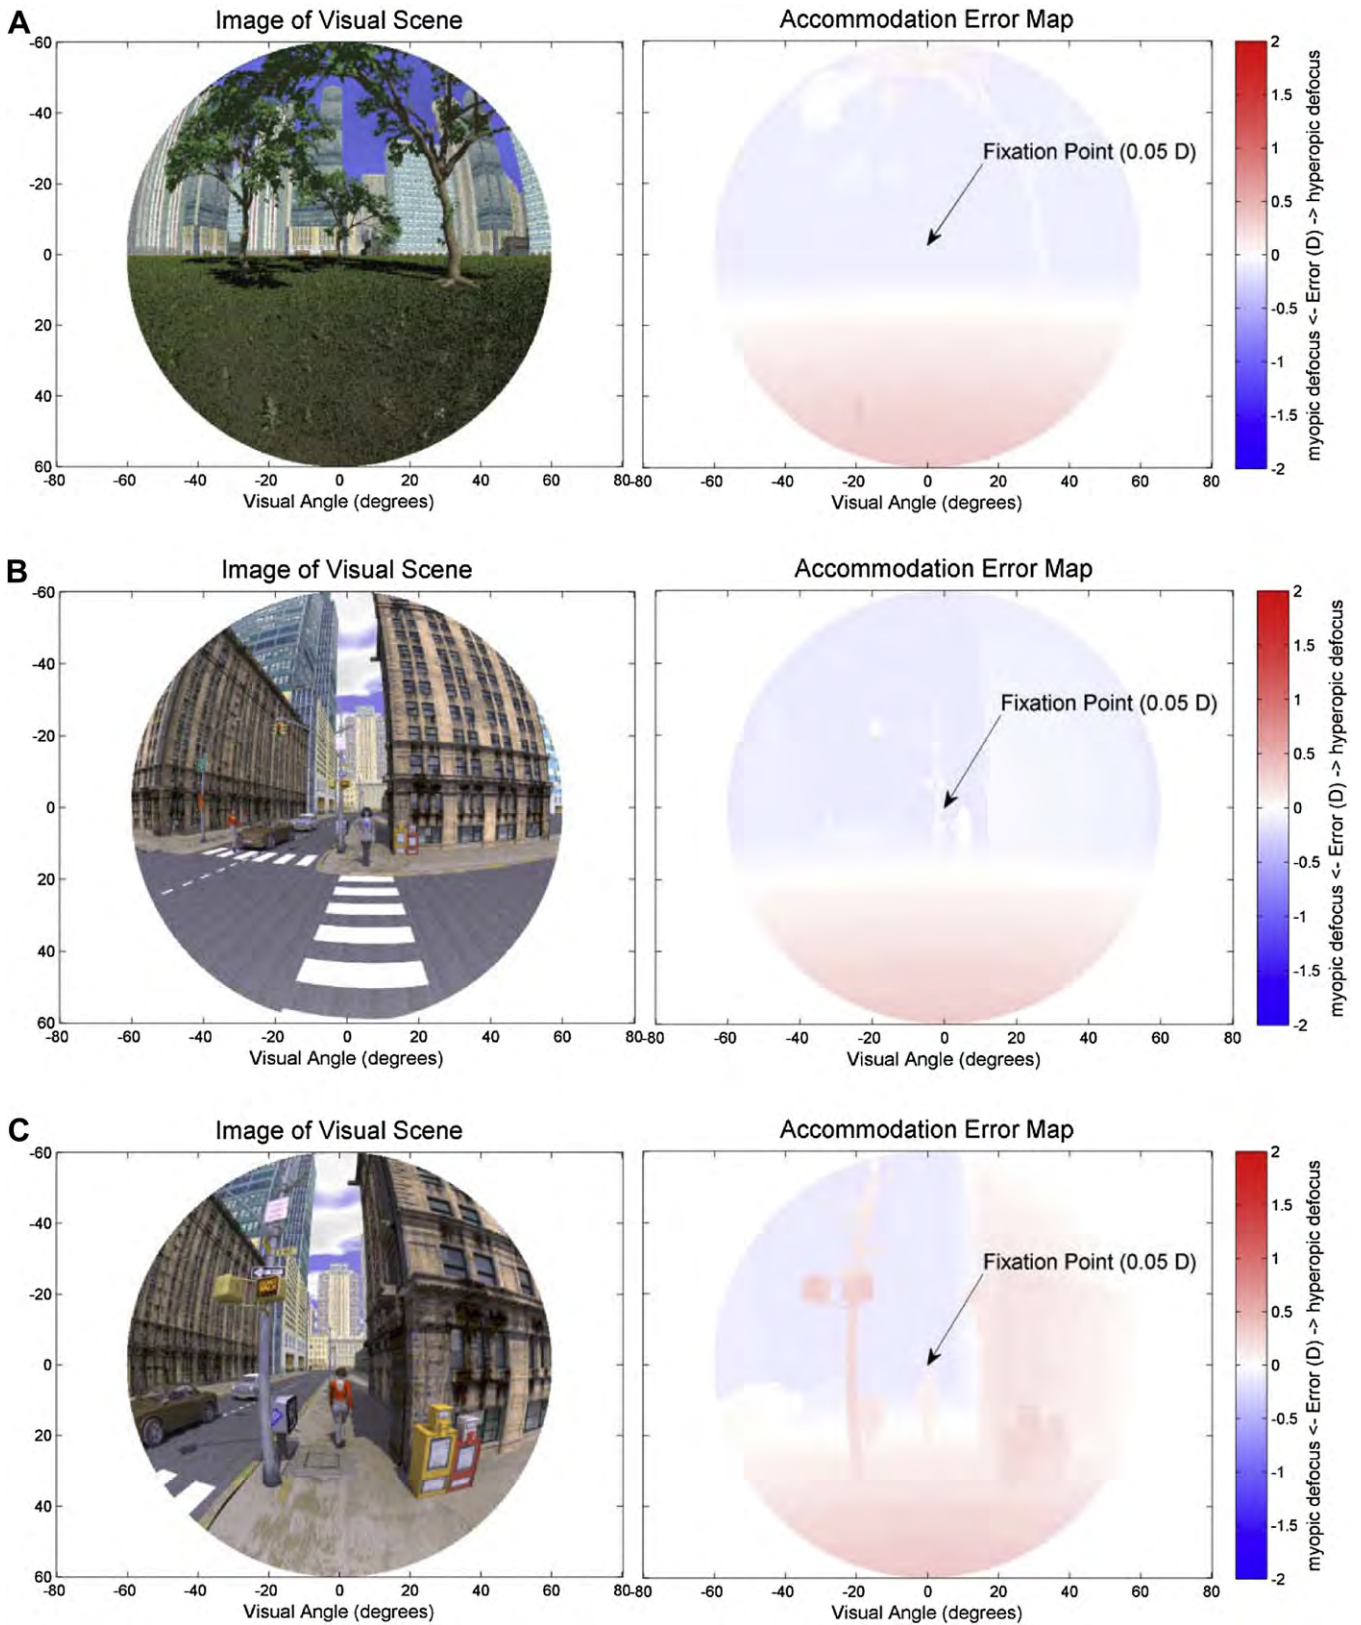 A
Image of Visual Scene
Accommodation Error Map
-60
-40
-20
0
20
40
60
-80 -60 -40 -20 0 20 40 60 80
Visual Angle (degrees)
Fixation Point (0.05 D)
-80 -60 -40 -20 0 20 40 60 80
Visual Angle (degrees)
2
1.5
1
0.5
0
-0.5
-1
-1.5
-2
myopic defocus <- Error (D) -> hyperopic defocus
B
Image of Visual Scene
Accommodation Error Map
-60
-40
-20
0
20
40
60
-80 -60 -40 -20 0 20 40 60
Visual Angle (degrees)
Fixation Point (0.05 D)
-80 -60 -40 -20 0 20 40 60 80
Visual Angle (degrees)
2
1.5
1
0.5
0
-0.5
-1
-1.5
-2
myopic defocus <- Error (D) -> hyperopic defocus
C
Image of Visual Scene
Accommodation Error Map
-60
-40
-20
0
20
40
60
-80 -60 -40 -20 0 20 40 60 80
Visual Angle (degrees)
Fixation Point (0.05 D)
-80 -60 -40 -20 0 20 40 60 80
Visual Angle (degrees)
2
1.5
1
0.5
0
-0.5
-1
-1.5
-2
myopic defocus <- Error (D) -> hyperopic defocus